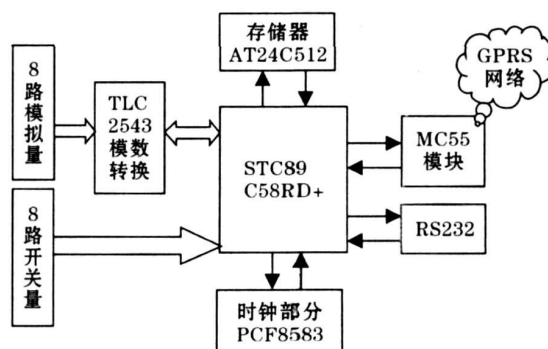 存储器
AT24C512
GPRS
网络
8
路
模
拟
量
TLC
2543
模数
转换
STC89
C58RD+
MC55
模块
8
路
开
关
量
RS232
时钟部分
PCF8583